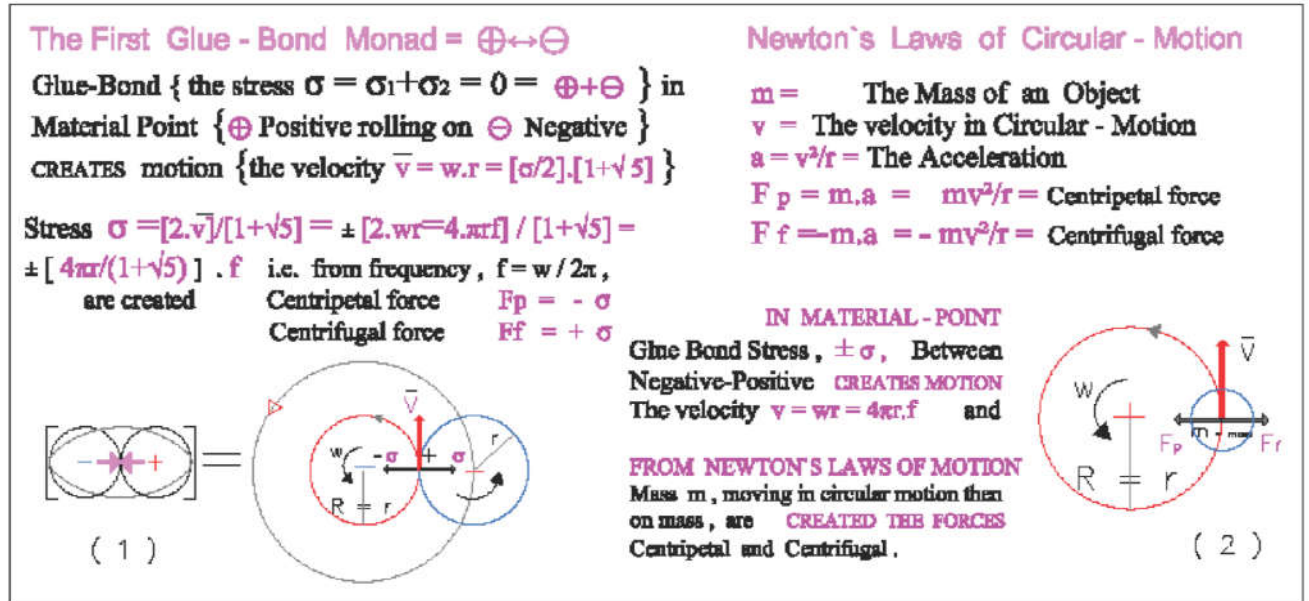 The First Glue - Bond Monad = ⊕↔⊖
Glue-Bond { the stress σ = σ₁+σ₂ = 0 = ⊕+⊖ } in
Material Point {⊕ Positive rolling on ⊖ Negative }
CREATES motion {the velocity v̅ = w.r = [σ/2].[1+√5] }
Stress σ =[2.v̅]/[1+√5] = ± [2.wr=4.πrf] / [1+√5] =
± [ 4πr/(1+√5) ] . f i.e. from frequency , f = w / 2π ,
are created Centripetal force Fp = - σ
Centrifugal force Ff = + σ
[ - + ] =
V̅
w
-σ + σ
r
R = r
( 1 )
Newton`s Laws of Circular - Motion
m = The Mass of an Object
v = The velocity in Circular - Motion
a = v²/r = The Acceleration
F p = m.a = mv²/r = Centripetal force
F f =-m.a = - mv²/r = Centrifugal force
IN MATERIAL - POINT
Glue Bond Stress , ± σ , Between
Negative-Positive CREATES MOTION
The velocity v = wr = 4πr.f and
FROM NEWTON`S LAWS OF MOTION
Mass m , moving in circular motion then
on mass , are CREATED THE FORCES
Centripetal and Centrifugal .
V̅
w
m - mass
Fp Ff
R = r
( 2 )